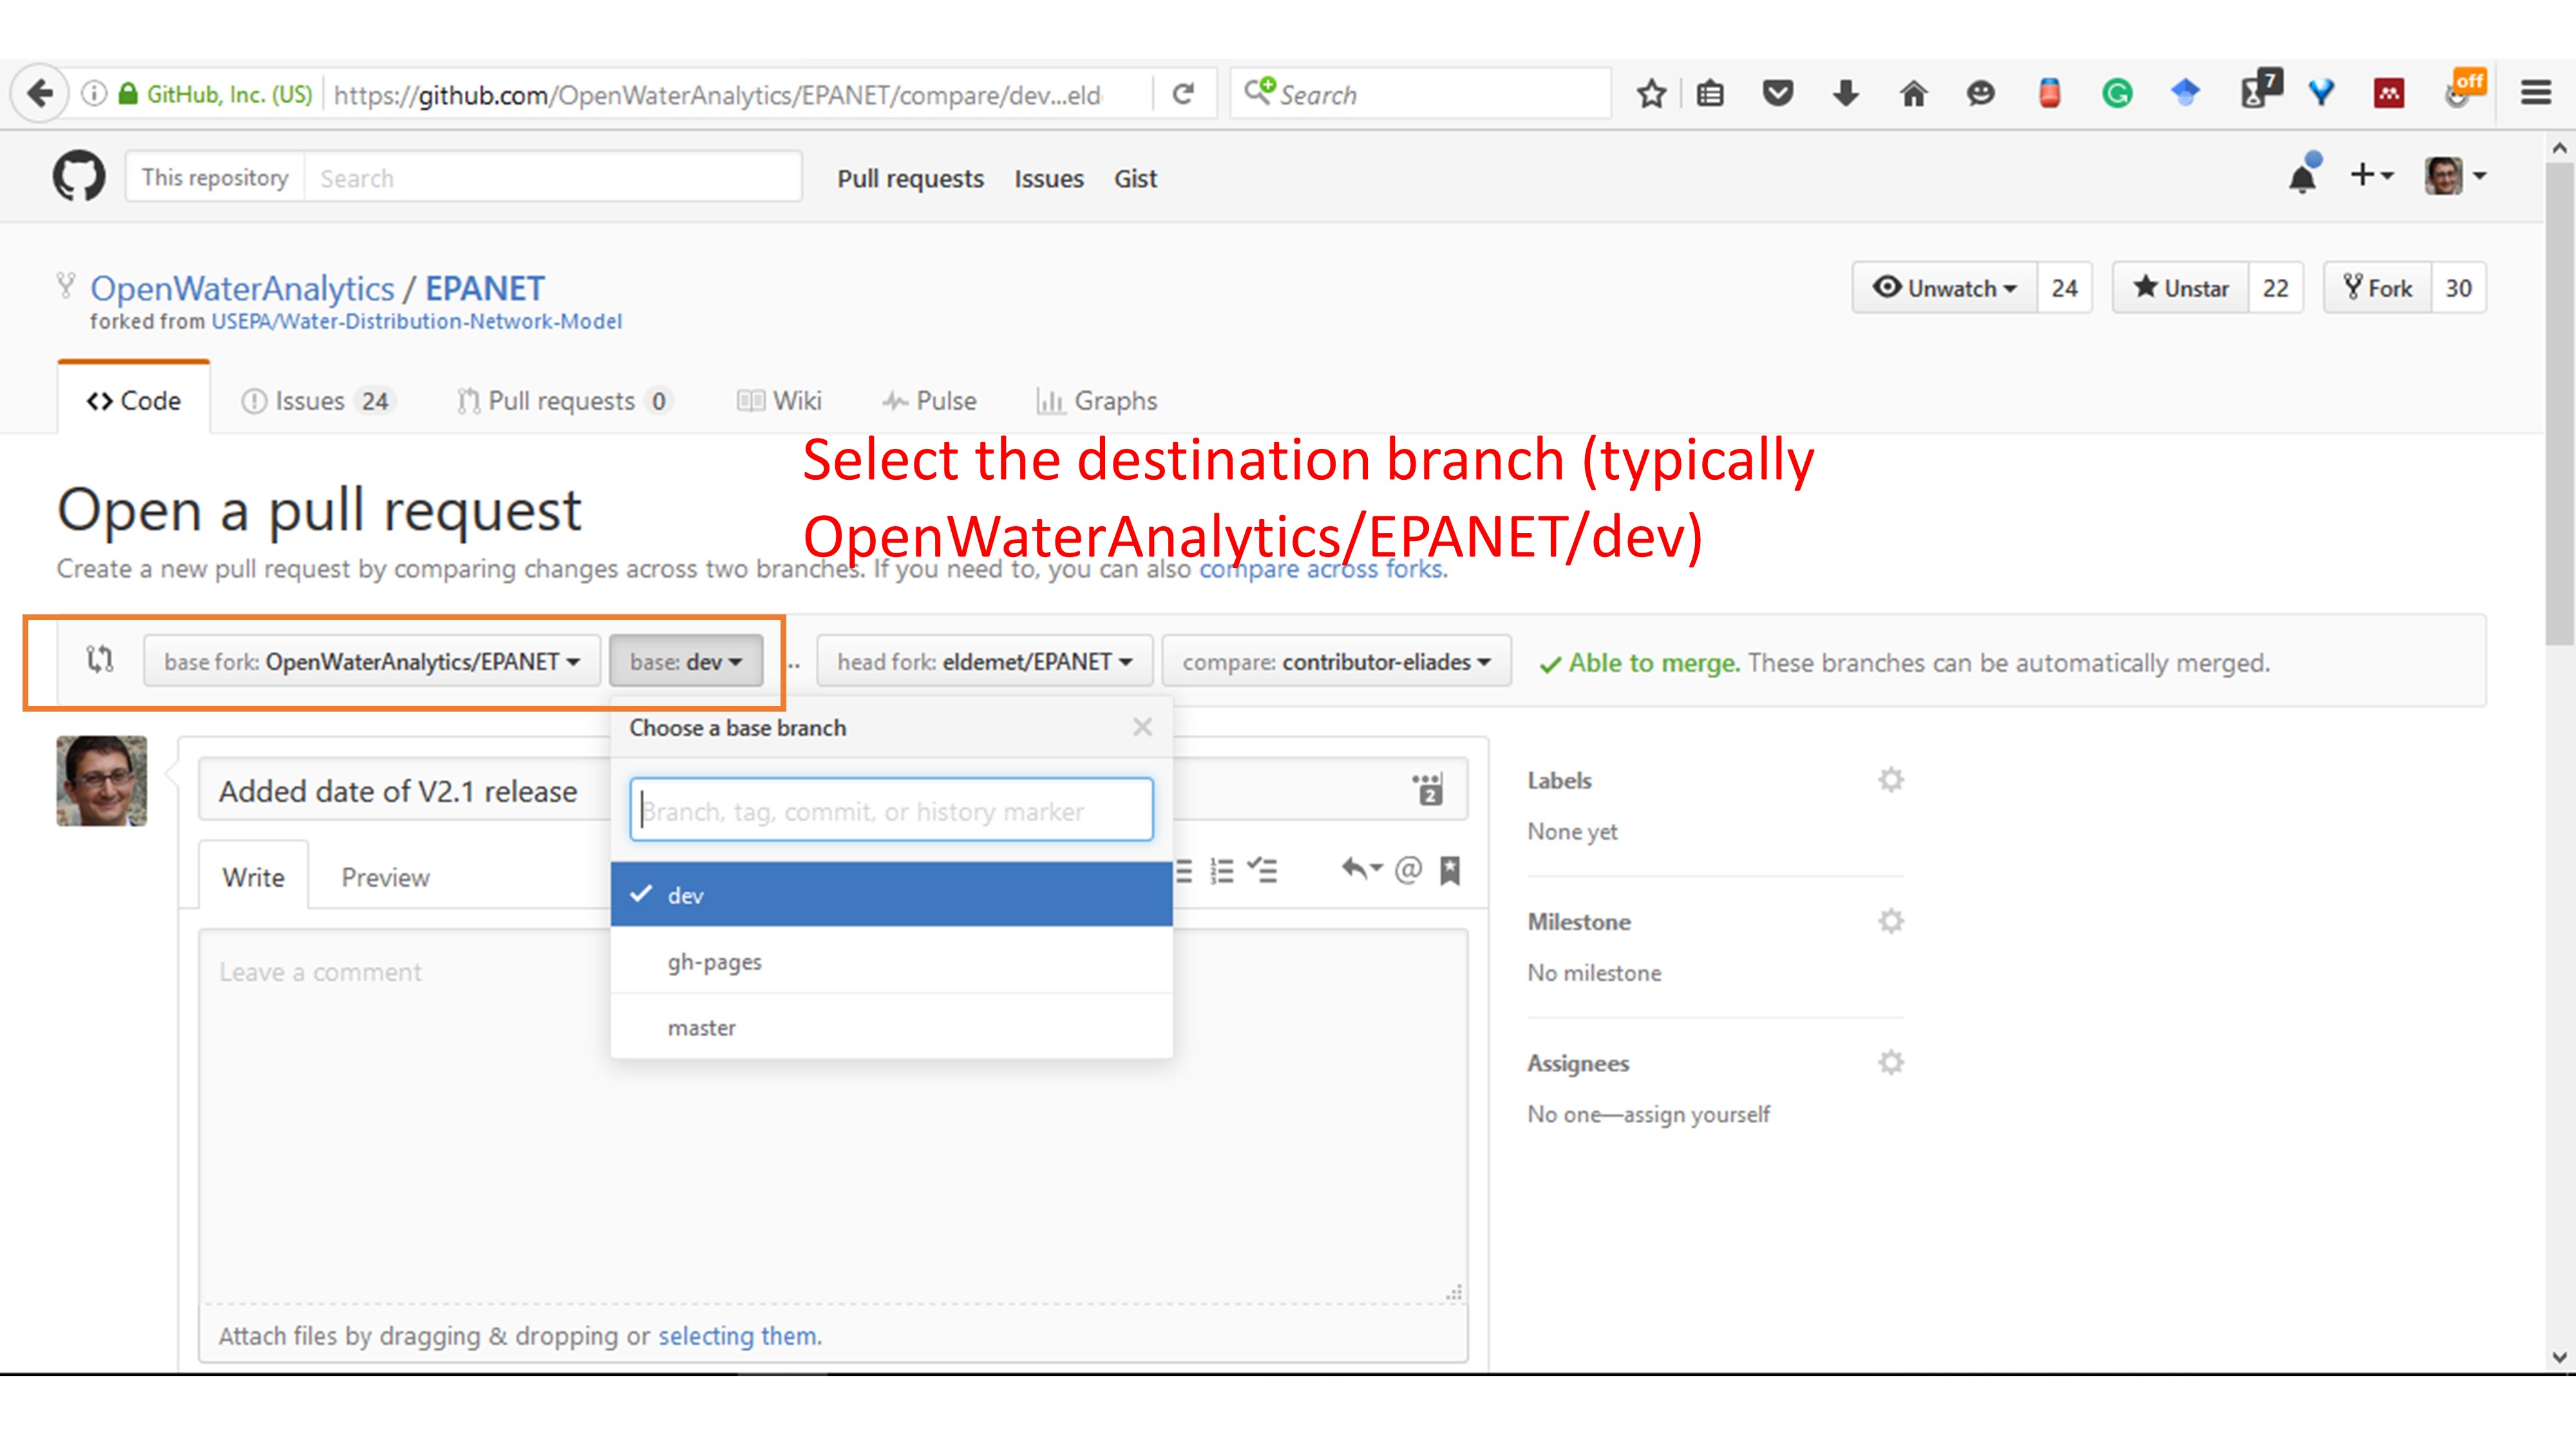 GitHub, Inc. (US) https://github.com/OpenWaterAnalytics/EPANET/compare/dev...eld Search 7 off
This repository Search Pull requests Issues Gist
OpenWaterAnalytics / EPANET
forked from USEPA/Water-Distribution-Network-Model
Unwatch 24 Unstar 22 Fork 30
Code Issues 24 Pull requests 0 Wiki Pulse Graphs
Select the destination branch (typically
OpenWaterAnalytics/EPANET/dev)
Open a pull request
Create a new pull request by comparing changes across two branches. If you need to, you can also compare across forks.
base fork: OpenWaterAnalytics/EPANET base: dev .. head fork: eldemet/EPANET compare: contributor-eliades Able to merge. These branches can be automatically merged.
Choose a base branch
Added date of V2.1 release
2
Branch, tag, commit, or history marker
Write Preview
dev
gh-pages
master
Leave a comment
Attach files by dragging & dropping or selecting them.
Labels
None yet
Milestone
No milestone
Assignees
No one—assign yourself